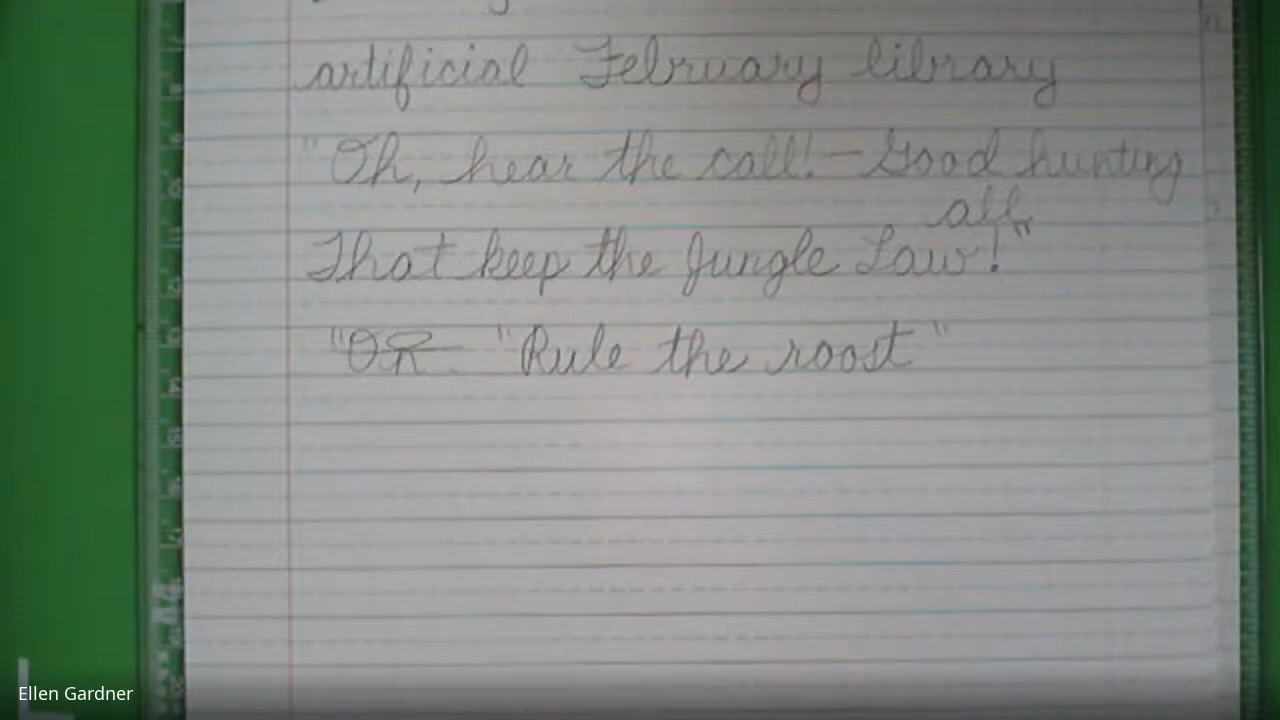 artificial February library
"Oh, hear the call! – Good hunting
all,
That keep the Jungle Law!"
"OR "Rule the roost"
Ellen Gardner